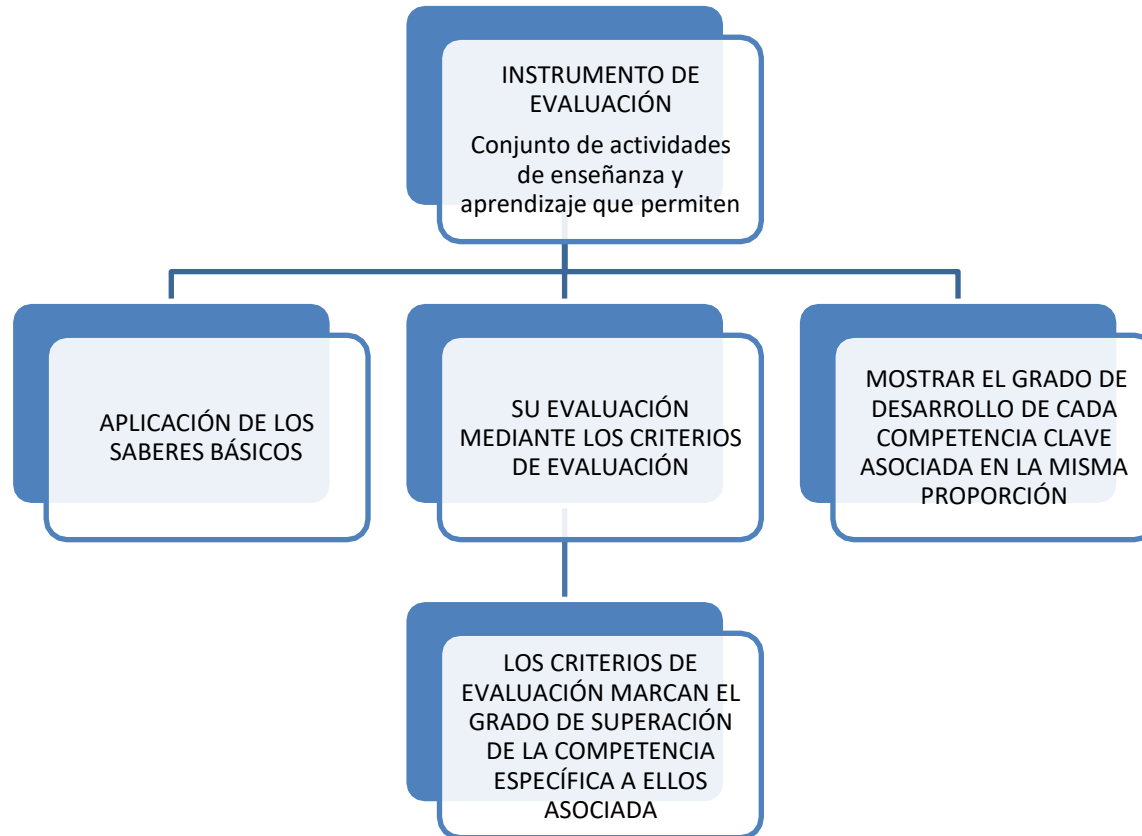 INSTRUMENTO DE
EVALUACIÓN
Conjunto de actividades
de enseñanza y
aprendizaje que permiten
APLICACIÓN DE LOS
SABERES BÁSICOS
SU EVALUACIÓN
MEDIANTE LOS CRITERIOS
DE EVALUACIÓN
MOSTRAR EL GRADO DE
DESARROLLO DE CADA
COMPETENCIA CLAVE
ASOCIADA EN LA MISMA
PROPORCIÓN
LOS CRITERIOS DE
EVALUACIÓN MARCAN EL
GRADO DE SUPERACIÓN
DE LA COMPETENCIA
ESPECÍFICA A ELLOS
ASOCIADA